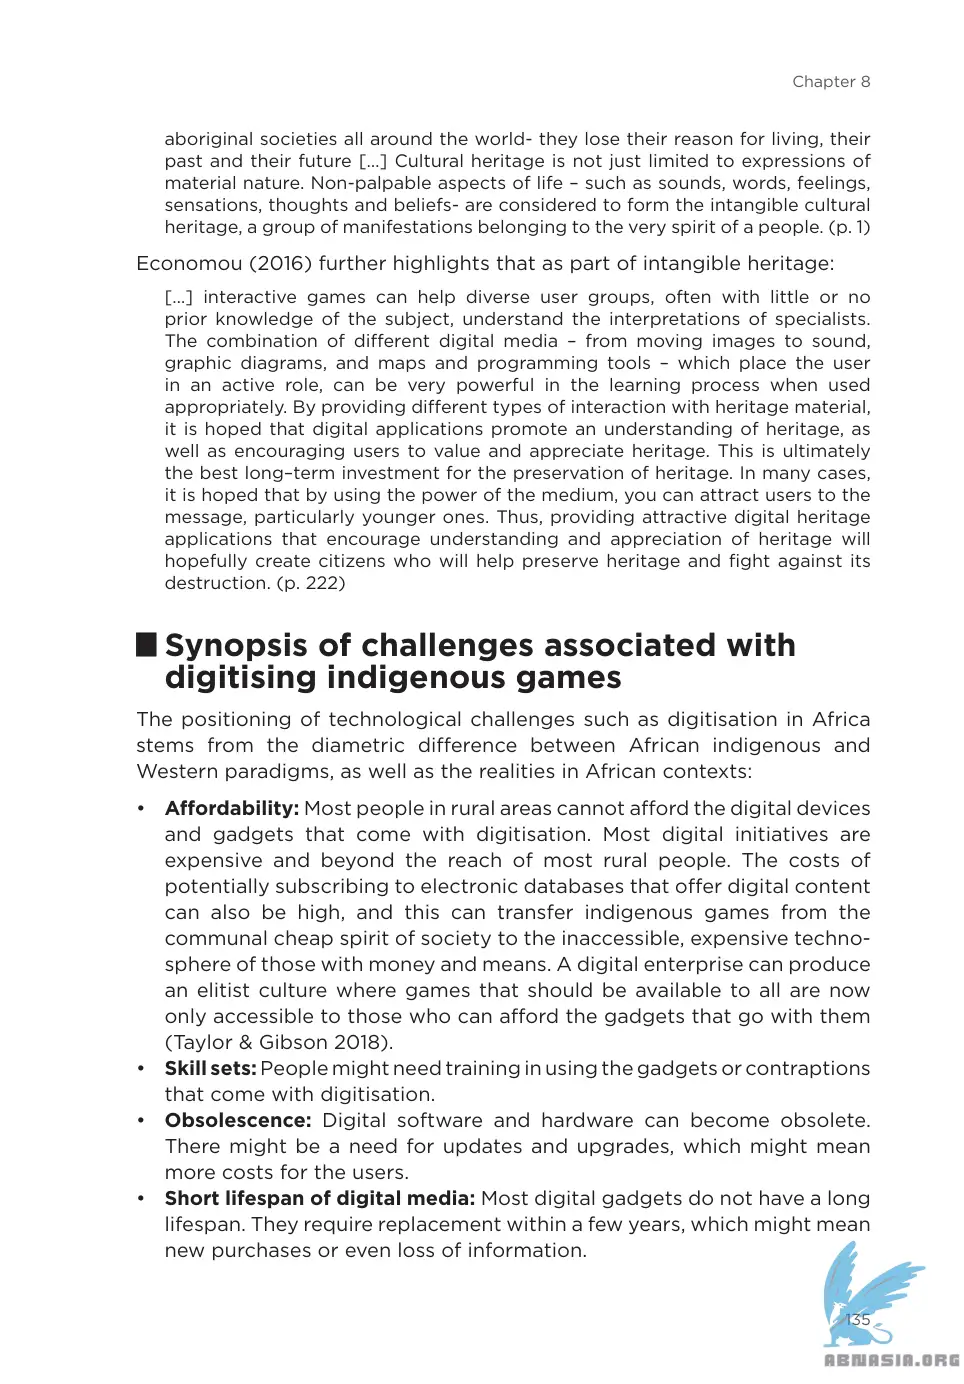 Chapter 8
aboriginal societies all around the world- they lose their reason for living, their
past and their future [...] Cultural heritage is not just limited to expressions of
material nature. Non-palpable aspects of life – such as sounds, words, feelings,
sensations, thoughts and beliefs- are considered to form the intangible cultural
heritage, a group of manifestations belonging to the very spirit of a people. (p. 1)
Economou (2016) further highlights that as part of intangible heritage:
[...] interactive games can help diverse user groups, often with little or no
prior knowledge of the subject, understand the interpretations of specialists.
The combination of different digital media – from moving images to sound,
graphic diagrams, and maps and programming tools – which place the user
in an active role, can be very powerful in the learning process when used
appropriately. By providing different types of interaction with heritage material,
it is hoped that digital applications promote an understanding of heritage, as
well as encouraging users to value and appreciate heritage. This is ultimately
the best long–term investment for the preservation of heritage. In many cases,
it is hoped that by using the power of the medium, you can attract users to the
message, particularly younger ones. Thus, providing attractive digital heritage
applications that encourage understanding and appreciation of heritage will
hopefully create citizens who will help preserve heritage and fight against its
destruction. (p. 222)
Synopsis of challenges associated with
digitising indigenous games
The positioning of technological challenges such as digitisation in Africa
stems from the diametric difference between African indigenous and
Western paradigms, as well as the realities in African contexts:
• Affordability: Most people in rural areas cannot afford the digital devices
and gadgets that come with digitisation. Most digital initiatives are
expensive and beyond the reach of most rural people. The costs of
potentially subscribing to electronic databases that offer digital content
can also be high, and this can transfer indigenous games from the
communal cheap spirit of society to the inaccessible, expensive techno-
sphere of those with money and means. A digital enterprise can produce
an elitist culture where games that should be available to all are now
only accessible to those who can afford the gadgets that go with them
(Taylor & Gibson 2018).
• Skill sets: People might need training in using the gadgets or contraptions
that come with digitisation.
• Obsolescence: Digital software and hardware can become obsolete.
There might be a need for updates and upgrades, which might mean
more costs for the users.
• Short lifespan of digital media: Most digital gadgets do not have a long
lifespan. They require replacement within a few years, which might mean
new purchases or even loss of information.
135
ABNASIA.ORG